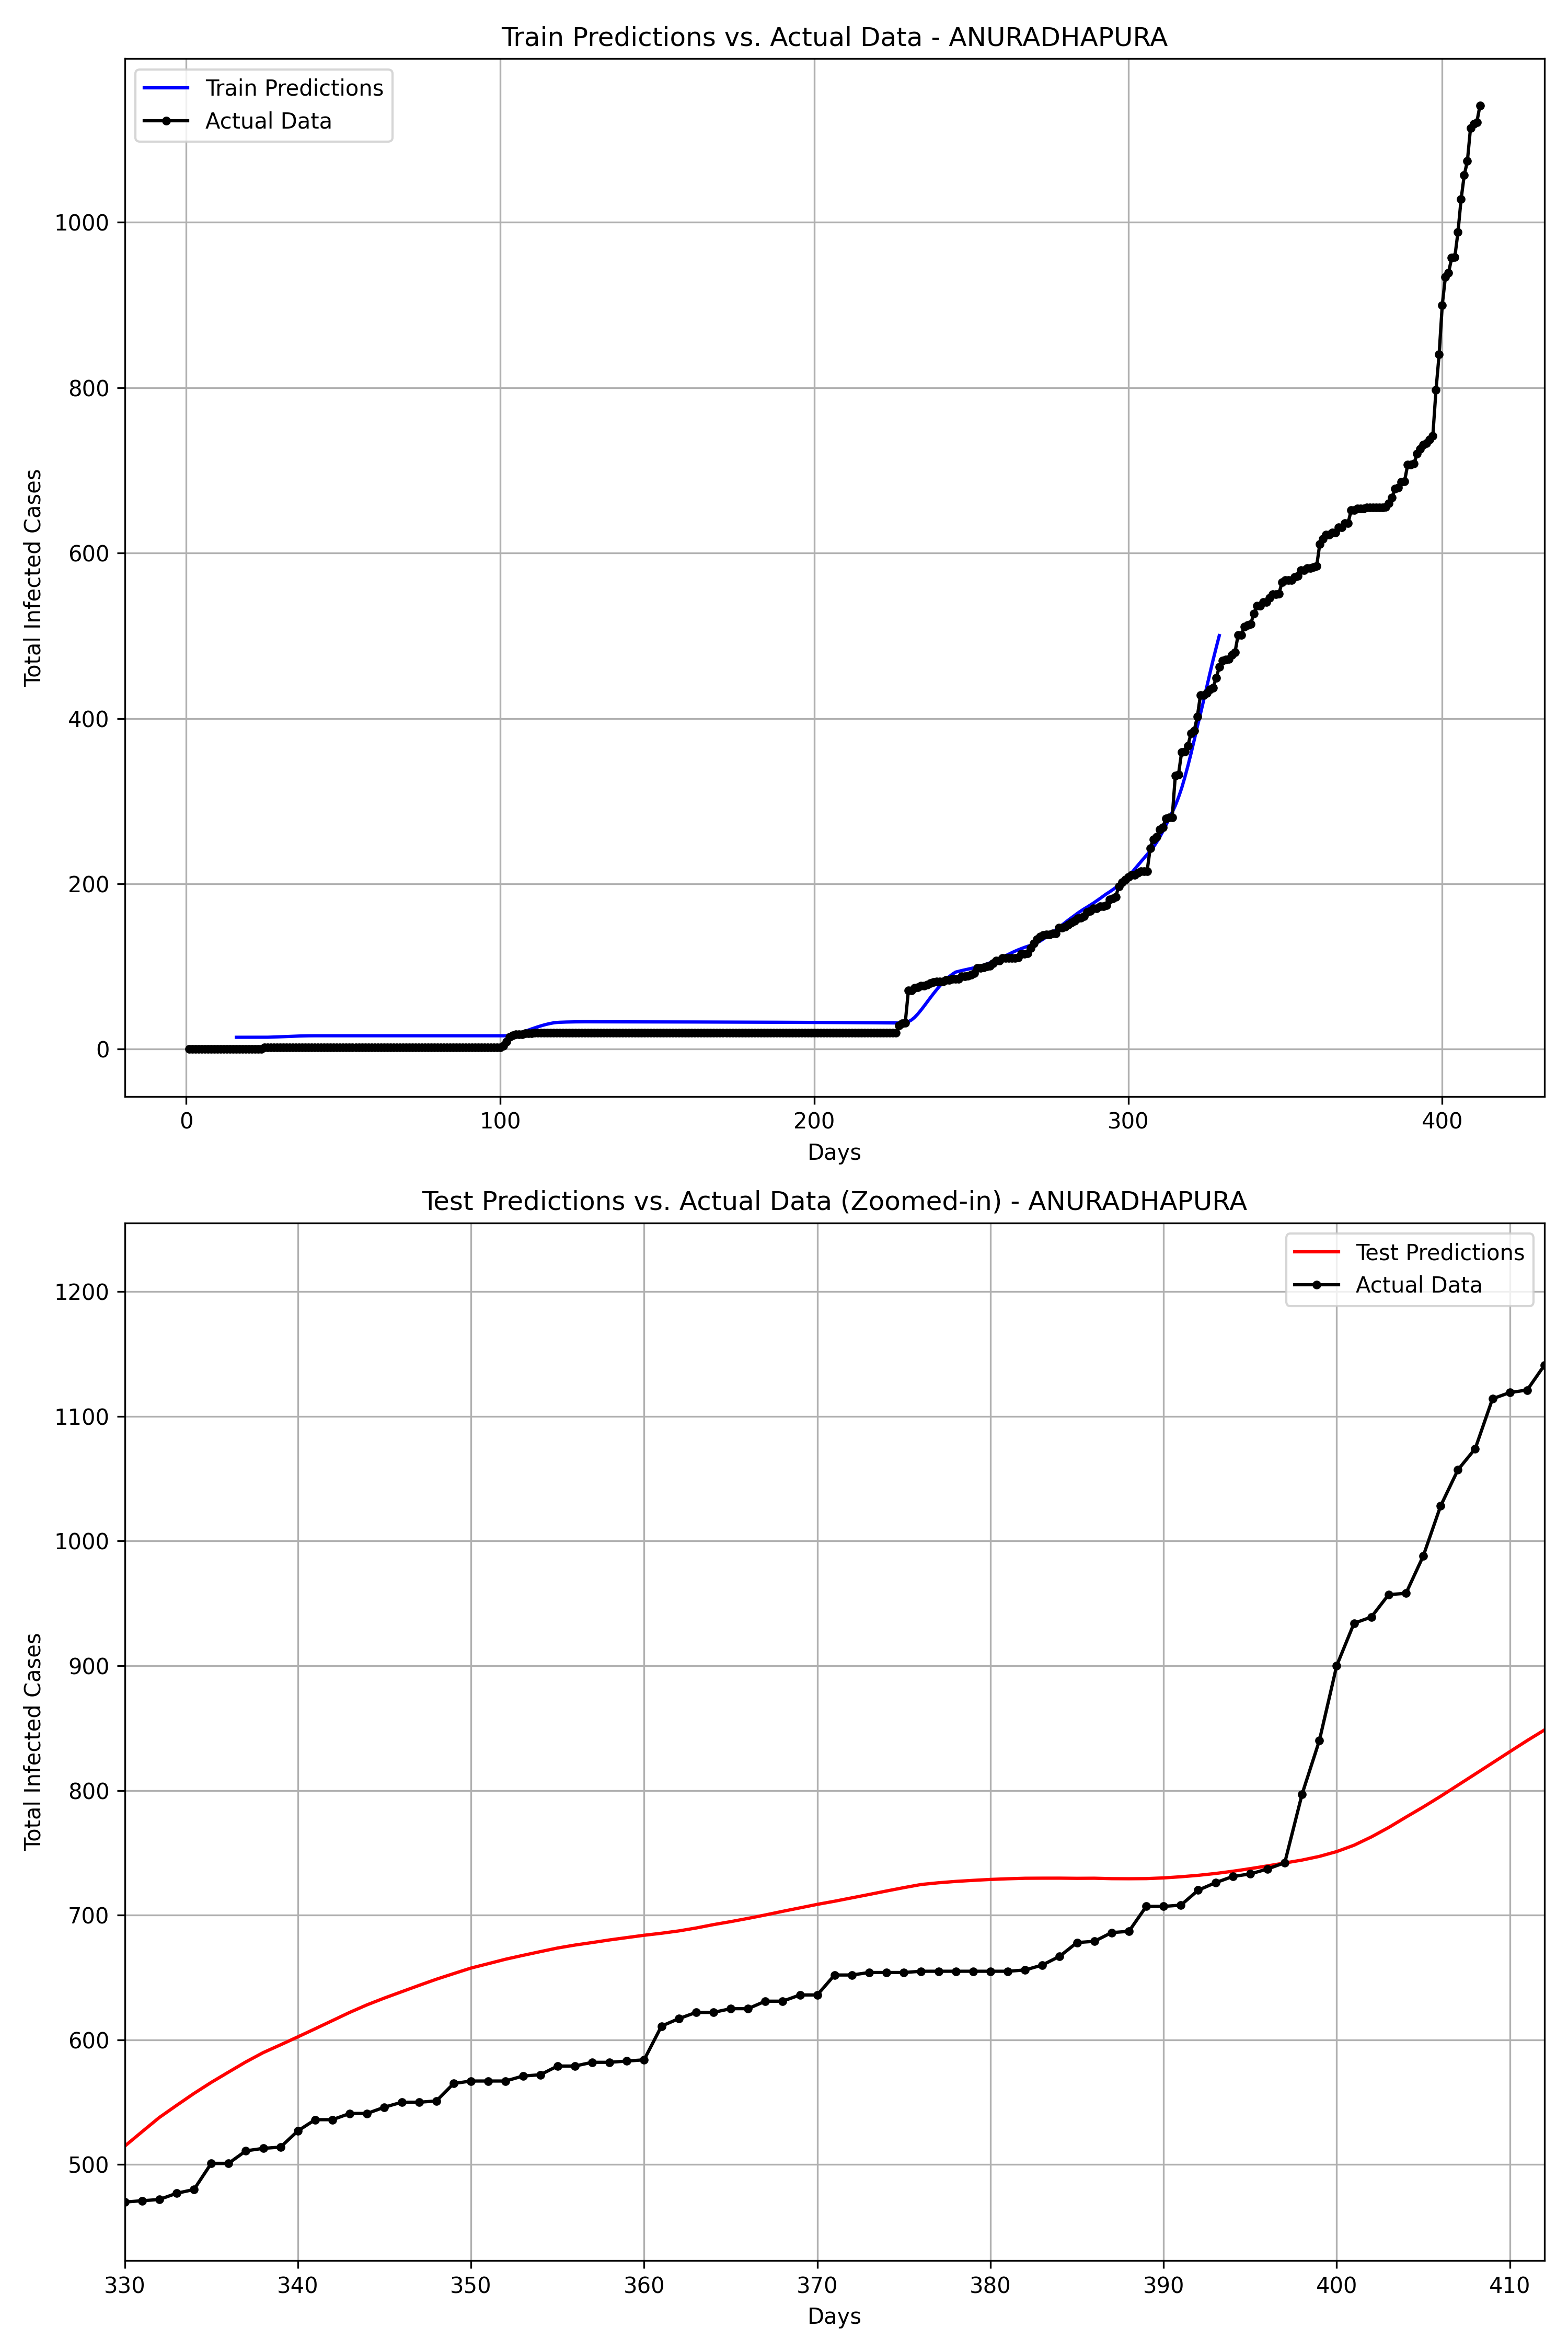 Train Predictions vs. Actual Data - ANURADHAPURA
Train Predictions
Actual Data
Total Infected Cases
1000
800
600
400
200
0
0 100 200 300 400
Days
Test Predictions vs. Actual Data (Zoomed-in) - ANURADHAPURA
Test Predictions
Actual Data
Total Infected Cases
1200
1100
1000
900
800
700
600
500
330 340 350 360 370 380 390 400 410
Days